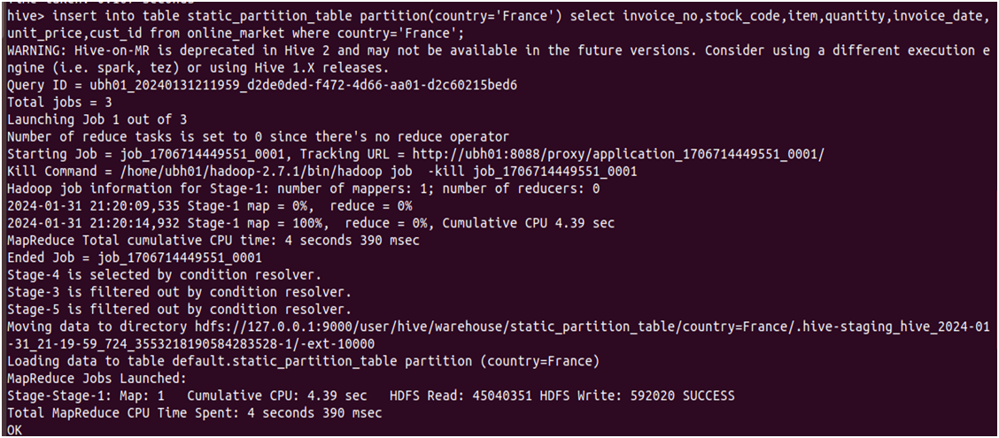 hive> insert into table static_partition_table partition(country='France') select invoice_no,stock_code,item,quantity,invoice_date,
unit_price,cust_id from online_market where country='France';
WARNING: Hive-on-MR is deprecated in Hive 2 and may not be available in the future versions. Consider using a different execution e
ngine (i.e. spark, tez) or using Hive 1.X releases.
Query ID = ubh01_20240131211959_d2de0ded-f472-4d66-aa01-d2c60215bed6
Total jobs = 3
Launching Job 1 out of 3
Number of reduce tasks is set to 0 since there's no reduce operator
Starting Job = job_1706714449551_0001, Tracking URL = http://ubh01:8088/proxy/application_1706714449551_0001/
Kill Command = /home/ubh01/hadoop-2.7.1/bin/hadoop job  -kill job_1706714449551_0001
Hadoop job information for Stage-1: number of mappers: 1; number of reducers: 0
2024-01-31 21:20:09,535 Stage-1 map = 0%,  reduce = 0%
2024-01-31 21:20:14,932 Stage-1 map = 100%,  reduce = 0%, Cumulative CPU 4.39 sec
MapReduce Total cumulative CPU time: 4 seconds 390 msec
Ended Job = job_1706714449551_0001
Stage-4 is selected by condition resolver.
Stage-3 is filtered out by condition resolver.
Stage-5 is filtered out by condition resolver.
Moving data to directory hdfs://127.0.0.1:9000/user/hive/warehouse/static_partition_table/country=France/.hive-staging_hive_2024-01
-31_21-19-59_724_3553218190584283528-1/-ext-10000
Loading data to table default.static_partition_table partition (country=France)
MapReduce Jobs Launched:
Stage-Stage-1: Map: 1   Cumulative CPU: 4.39 sec   HDFS Read: 45040351 HDFS Write: 592020 SUCCESS
Total MapReduce CPU Time Spent: 4 seconds 390 msec
OK